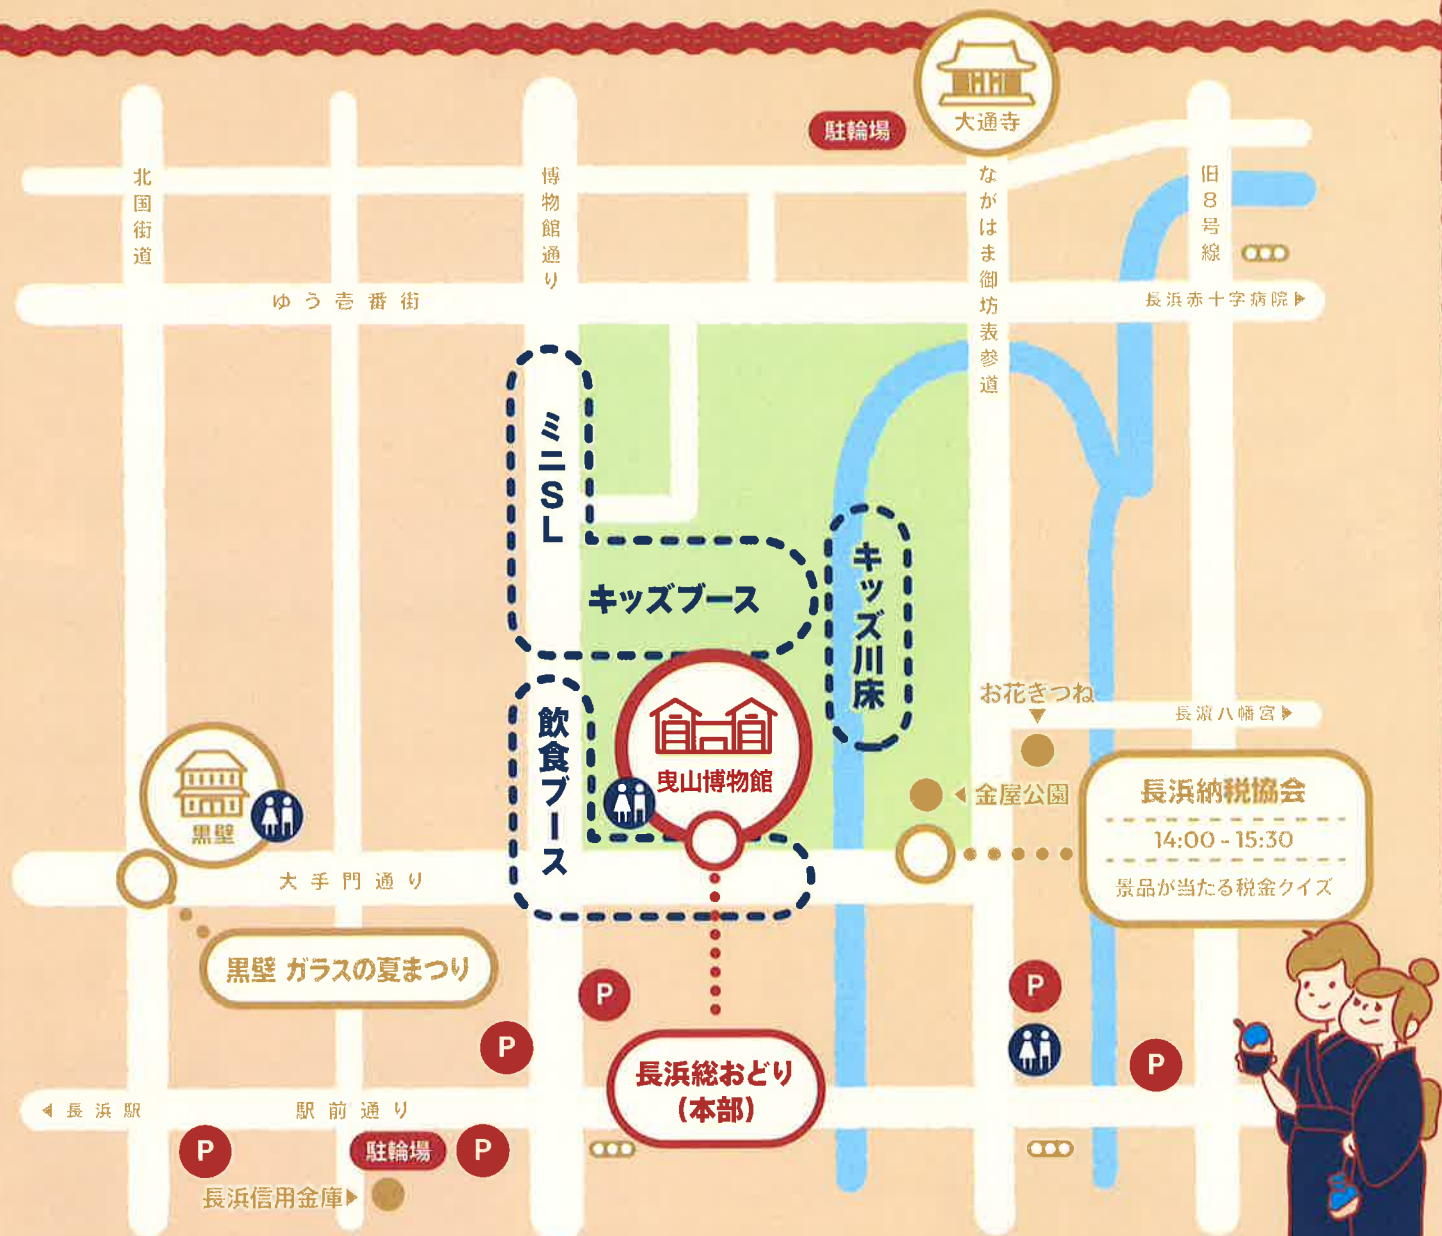 大通寺
駐輪場
北国街道
博物館通り
ながはま御坊表参道
旧8号線
ゆう壱番街
長浜赤十字病院▶
ミニSL
キッズブース
キッズ川床
飲食ブース
曳山博物館
お花きつね
▼
長濵八幡宮▶
◀金屋公園
長浜納税協会
14:00-15:30
景品が当たる税金クイズ
黒壁
大手門通り
黒壁 ガラスの夏まつり
P
P
P
P
長浜総おどり
(本部)
◀長浜駅
駅前通り
P
駐輪場
P
長浜信用金庫▶